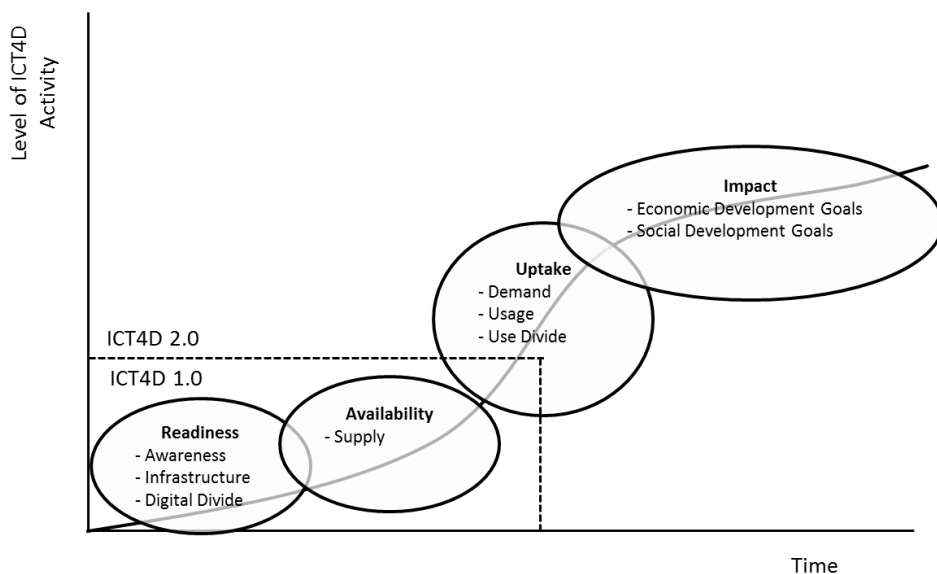 Level of ICT4D
Activity
Impact
- Economic Development Goals
- Social Development Goals
Uptake
- Demand
- Usage
- Use Divide
ICT4D 2.0
ICT4D 1.0
Availability
- Supply
Readiness
- Awareness
- Infrastructure
- Digital Divide
Time